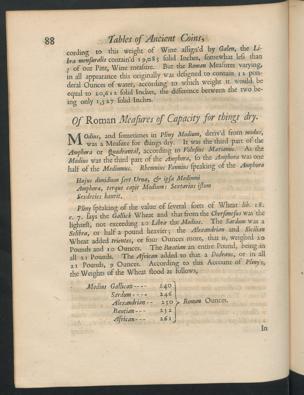 88 Tables of Ancient Coins,
cording to this weight of Wine assign'd by Galen, the Li-
bra mensuralis contain'd 19,085 solid Inches, somewhat less than
of our Pint, Wine measure. But the Roman Measures varying,
in all appearance this originally was designed to contain 12 pon-
deral Ounces of Water, according to which weight it would be
equal to 20,612 solid Inches, the difference between the two be-
ing only 1,527 solid Inches.
Of Roman Measures of Capacity for things dry.
MOdius, and sometimes in Pliny Modium, deriv'd from modus,
was a Measure for things dry. It was the third part of the
Amphora or Quadrantal, according to Volusius Marianus. As the
Modius was the third part of the Amphora, so the Amphora was one
half of the Medimnus. Rhemnius Fannius speaking of the Amphora
Hujus dimidium fert Urna, & ipsa Medimni
Amphora, terque capit Modium: Sextarius istum
Sexdecies haurit.
Pliny speaking of the value of several sorts of Wheat lib. 18.
c. 7. says the Gallick Wheat and that from the Chersonesus was the
lightest, not exceeding 20 Libræ the Modius. The Sardum was a
Selibra, or half a pound heavier; the Alexandrian and Sicilian
Wheat added trientes, or four Ounces more, that is, weighed 20
Pounds and 10 Ounces. The Bœotian an entire Pound, being in
all 21 Pounds. The African added to that a Dodrans, or in all
21 Pounds, 9 Ounces. According to this Account of Pliny's,
the Weights of the Wheat stood as follows,
Modius Gallican - - - 240
Sardum - - - - 246
Alexandrian - - 250 } Roman Ounces.
Bœotian - - - 252
African - - - 261
In